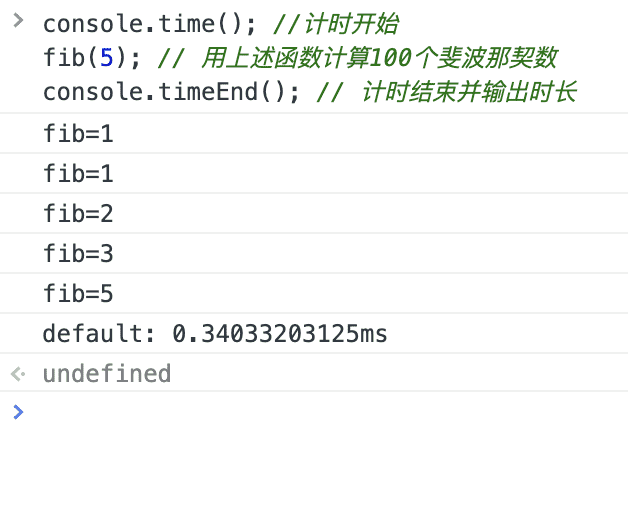 console.time(); //计时开始
fib(5); // 用上述函数计算100个斐波那契数
console.timeEnd(); // 计时结束并输出时长
fib=1
fib=1
fib=2
fib=3
fib=5
default: 0.34033203125ms
undefined